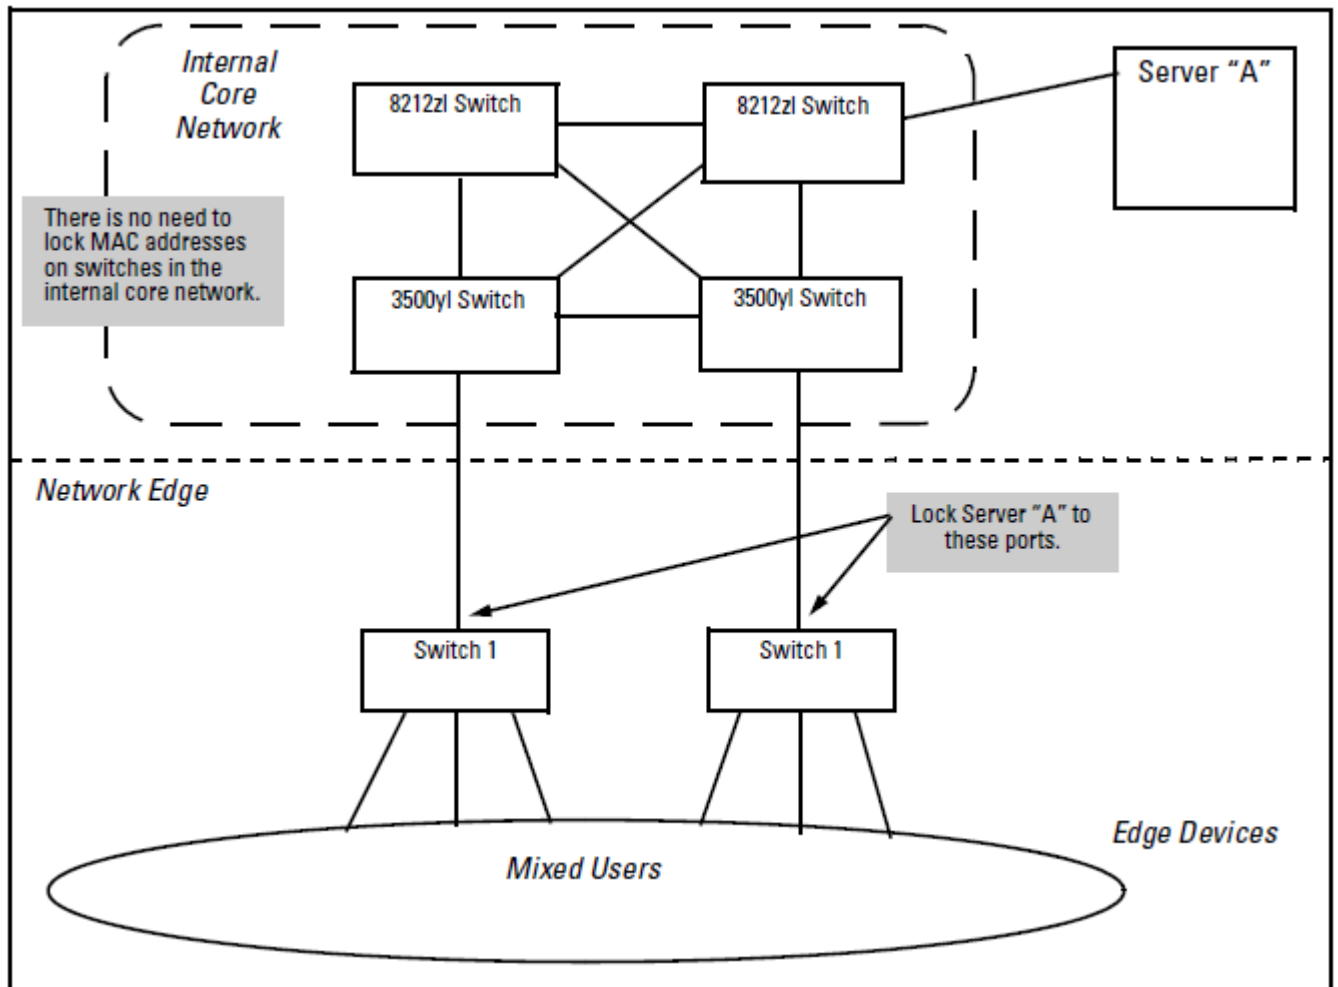 Internal
Core
Network
8212zl Switch
8212zl Switch
Server “A”
There is no need to
lock MAC addresses
on switches in the
internal core network.
3500yl Switch
3500yl Switch
Network Edge
Lock Server “A” to
these ports.
Switch 1
Switch 1
Edge Devices
Mixed Users